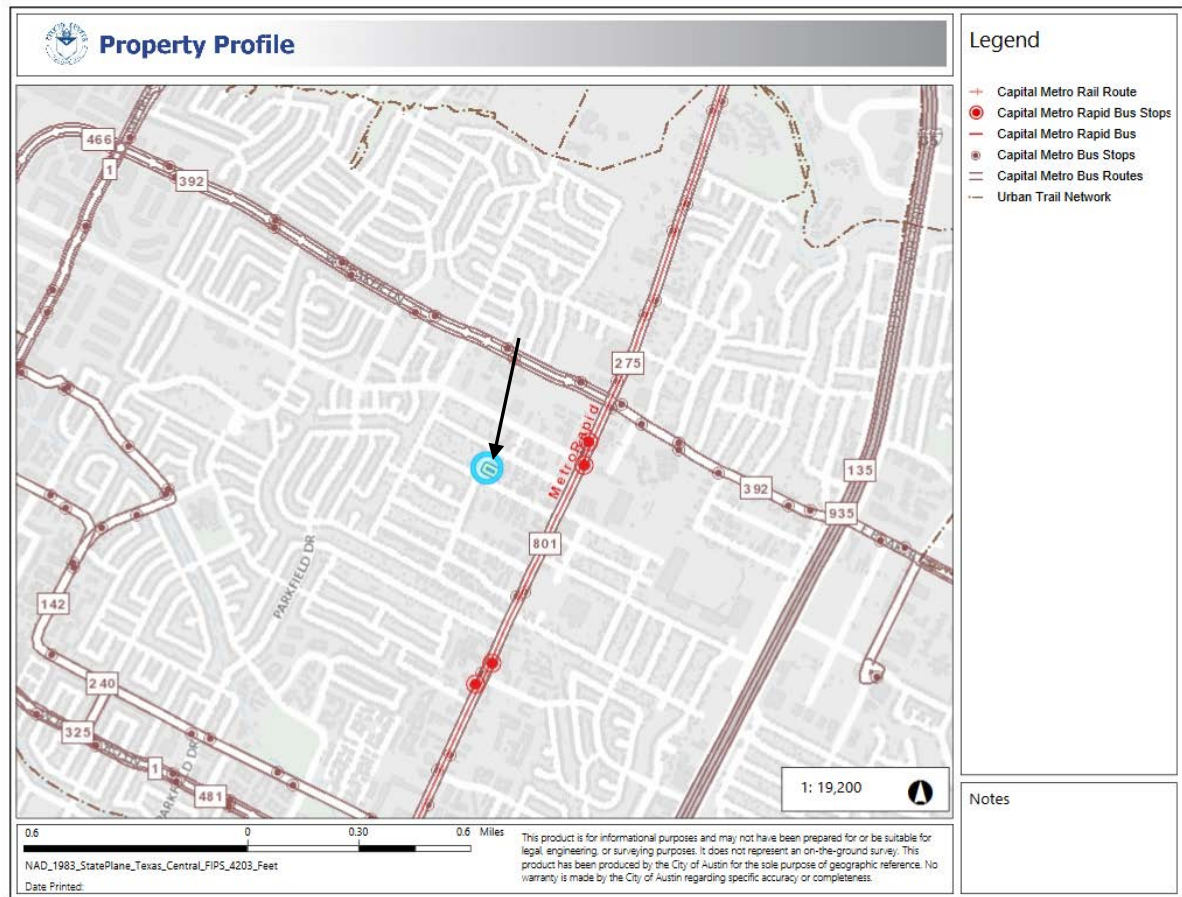 Property Profile
Legend
Capital Metro Rail Route
Capital Metro Rapid Bus Stops
Capital Metro Rapid Bus
Capital Metro Bus Stops
Capital Metro Bus Routes
Urban Trail Network
466
1
392
275
MetroRapid
135
392
935
801
PARKFIELD DR
142
240
325
1
481
PARKFIELD DR
1: 19,200
Notes
0.6 0 0.30 0.6 Miles
NAD_1983_StatePlane_Texas_Central_FIPS_4203_Feet
Date Printed:
This product is for informational purposes and may not have been prepared for or be suitable for
legal, engineering, or surveying purposes. It does not represent an on-the-ground survey. This
product has been produced by the City of Austin for the sole purpose of geographic reference. No
warranty is made by the City of Austin regarding specific accuracy or completeness.